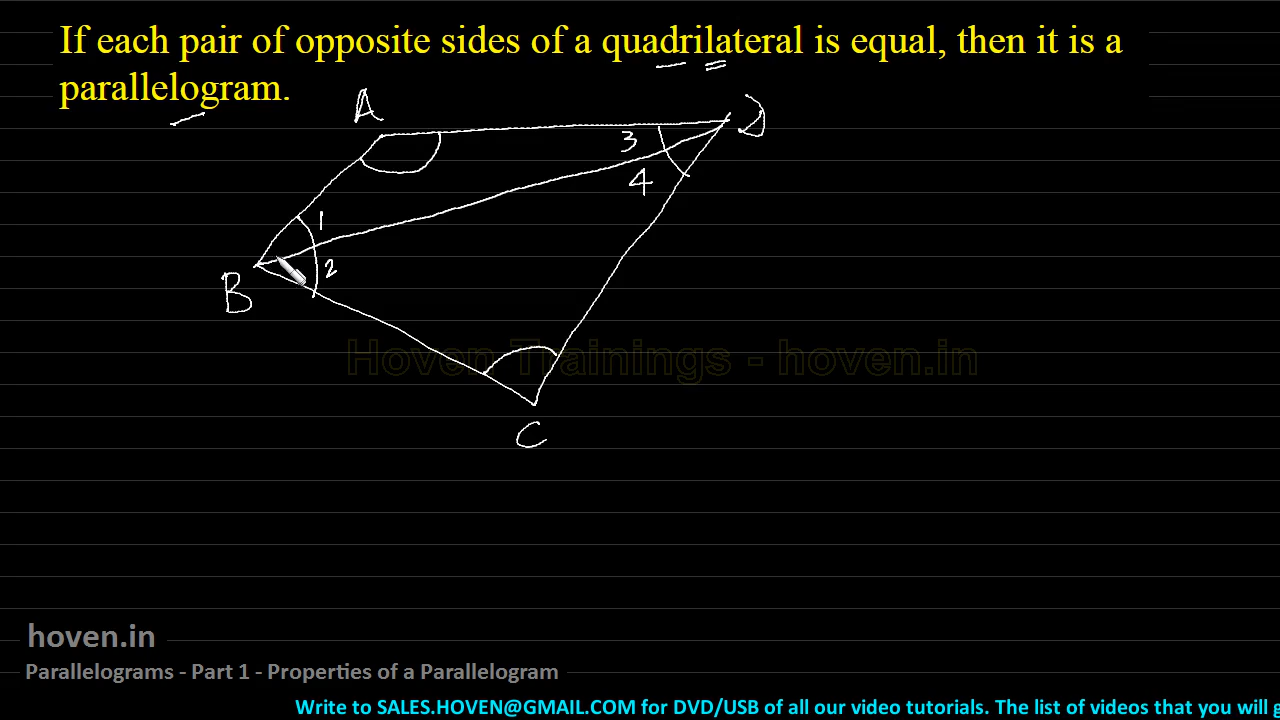 If each pair of opposite sides of a quadrilateral is equal, then it is a
parallelogram.
A
D
3
4
1
2
B
Hoven Trainings - hoven.in
C
hoven.in
Parallelograms - Part 1 - Properties of a Parallelogram
Write to SALES.HOVEN@GMAIL.COM for DVD/USB of all our video tutorials. The list of videos that you will g